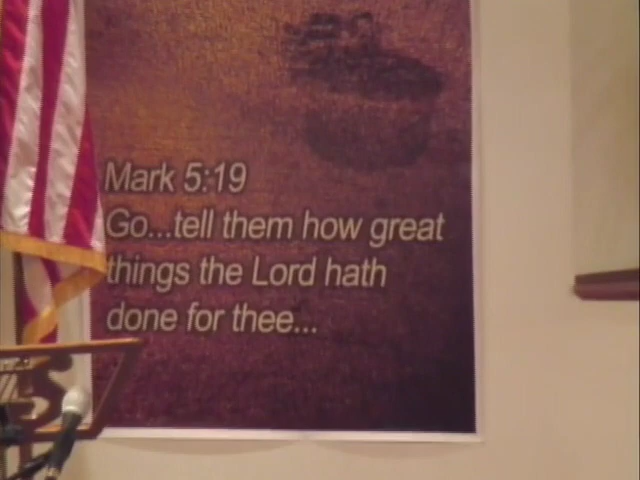 Mark 5:19
Go...tell them how great
things the Lord hath
done for thee...